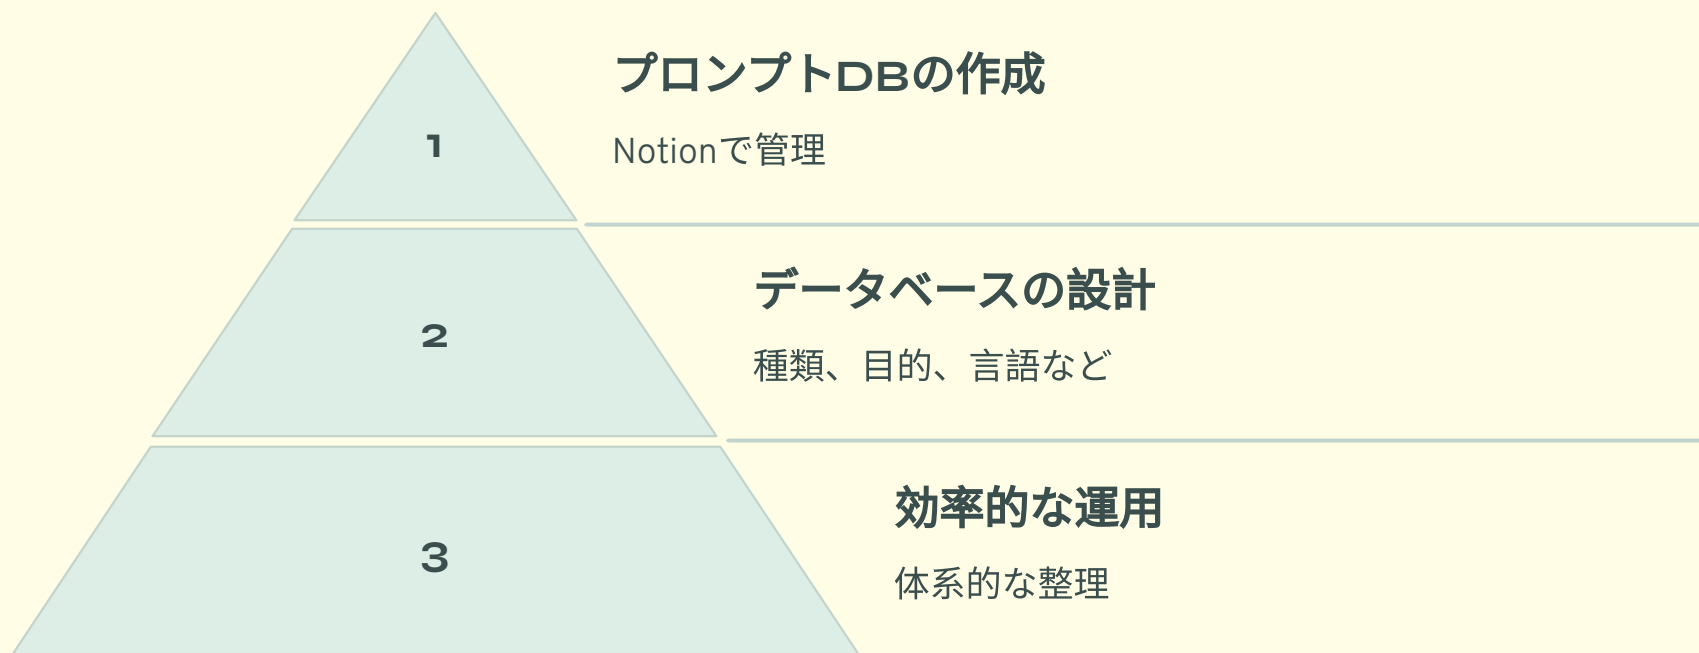 1
プロンプトDBの作成
Notionで管理
2
データベースの設計
種類、目的、言語など
3
効率的な運用
体系的な整理